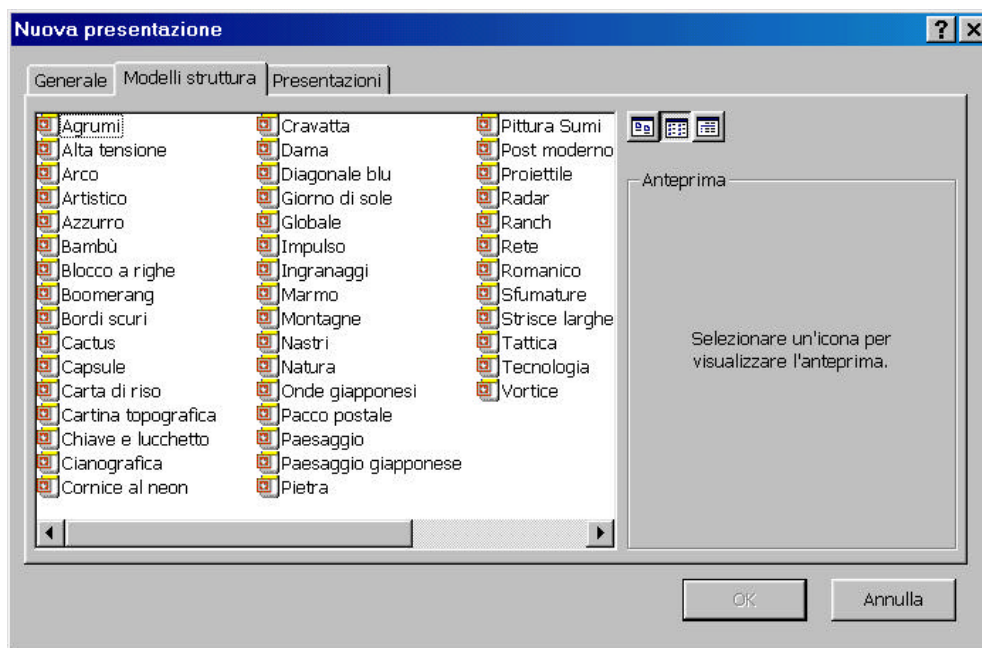 Nuova presentazione
Generale
Modelli struttura
Presentazioni
Agrumi
Alta tensione
Arco
Artistico
Azzurro
Bambù
Blocco a righe
Boomerang
Bordi scuri
Cactus
Capsule
Carta di riso
Cartina topografica
Chiave e lucchetto
Cianografica
Cornice al neon
Cravatta
Dama
Diagonale blu
Giorno di sole
Globale
Impulso
Ingranaggi
Marmo
Montagne
Nastri
Natura
Onde giapponesi
Pacco postale
Paesaggio
Paesaggio giapponese
Pietra
Pittura Sumi
Post moderno
Proiettile
Radar
Ranch
Rete
Romanico
Sfumature
Strisce larghe
Tattica
Tecnologia
Vortice
Anteprima
Selezionare un'icona per
visualizzare l'anteprima.
OK
Annulla